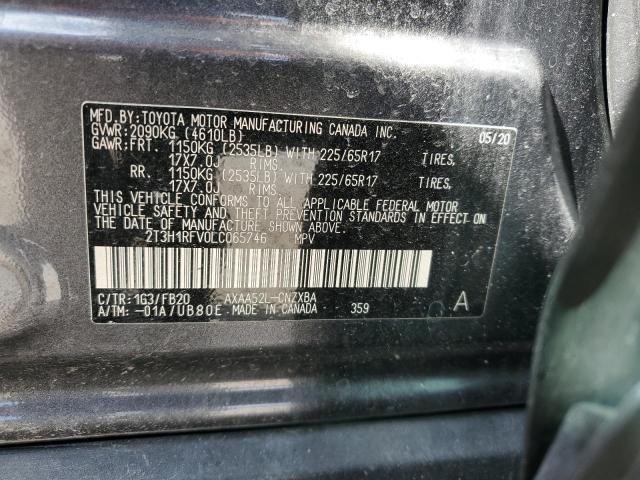 MFD.BY:TOYOTA MOTOR MANUFACTURING CANADA INC.
GVWR:2090KG (4610LB) 05/20
GAWR:FRT. 1150KG (2535LB) WITH 225/65R17 TIRES,
17X7.0J RIMS
RR. 1150KG (2535LB) WITH 225/65R17 TIRES,
17X7.0J RIMS
THIS VEHICLE CONFORMS TO ALL APPLICABLE FEDERAL MOTOR
VEHICLE SAFETY AND THEFT PREVENTION STANDARDS IN EFFECT ON
THE DATE OF MANUFACTURE SHOWN ABOVE.
2T3H1RFV0LC065746 MPV
C/TR:1G3/FB20 AXAA52L-CNZXBA A
A/TM:-01A/UB80E MADE IN CANADA 359